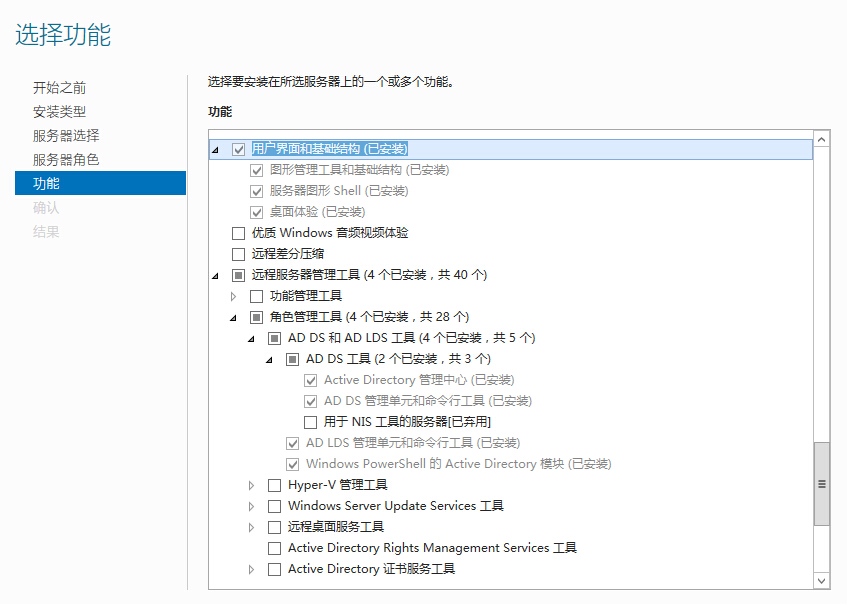 选择功能
开始之前
安装类型
服务器选择
服务器角色
功能
确认
结果
选择要安装在所选服务器上的一个或多个功能。
功能
用户界面和基础结构 (已安装)
图形管理工具和基础结构 (已安装)
服务器图形 Shell (已安装)
桌面体验 (已安装)
优质 Windows 音频视频体验
远程差分压缩
远程服务器管理工具 (4 个已安装，共 40 个)
功能管理工具
角色管理工具 (4 个已安装，共 28 个)
AD DS 和 AD LDS 工具 (4 个已安装，共 5 个)
AD DS 工具 (2 个已安装，共 3 个)
Active Directory 管理中心 (已安装)
AD DS 管理单元和命令行工具 (已安装)
用于 NIS 工具的服务器[已弃用]
AD LDS 管理单元和命令行工具 (已安装)
Windows PowerShell 的 Active Directory 模块 (已安装)
Hyper-V 管理工具
Windows Server Update Services 工具
远程桌面服务工具
Active Directory Rights Management Services 工具
Active Directory 证书服务工具